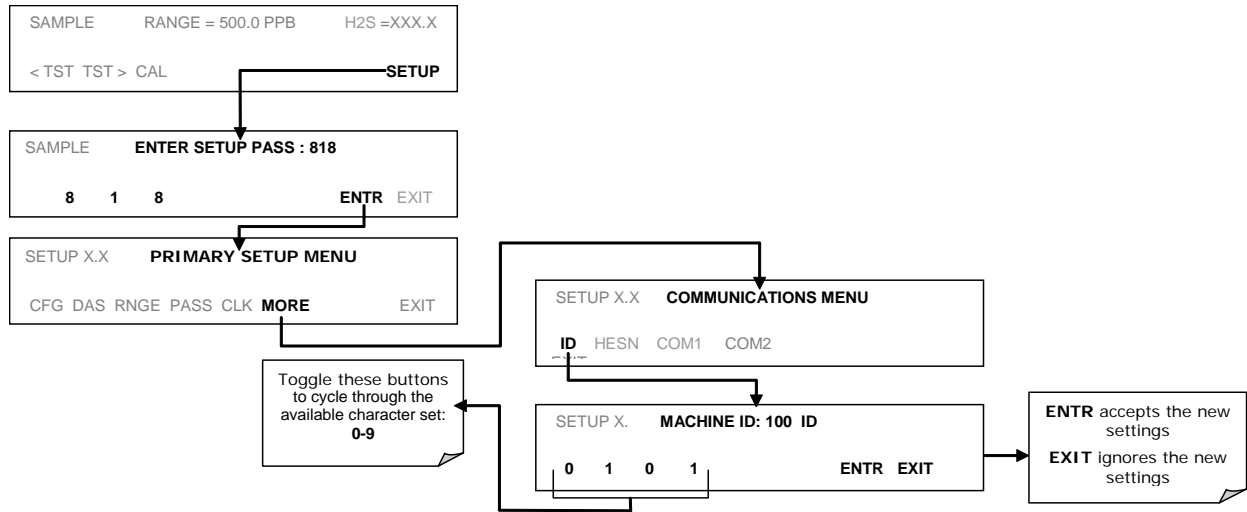 SAMPLE RANGE = 500.0 PPB H2S =XXX.X
< TST TST > CAL SETUP
SAMPLE ENTER SETUP PASS : 818
8 1 8 ENTR EXIT
SETUP X.X PRIMARY SETUP MENU
CFG DAS RNGE PASS CLK MORE EXIT
SETUP X.X COMMUNICATIONS MENU
ID HESN COM1 COM2
Toggle these buttons
to cycle through the
available character set:
0-9
SETUP X. MACHINE ID: 100 ID
0 1 0 1 ENTR EXIT
ENTR accepts the new
settings
EXIT ignores the new
settings